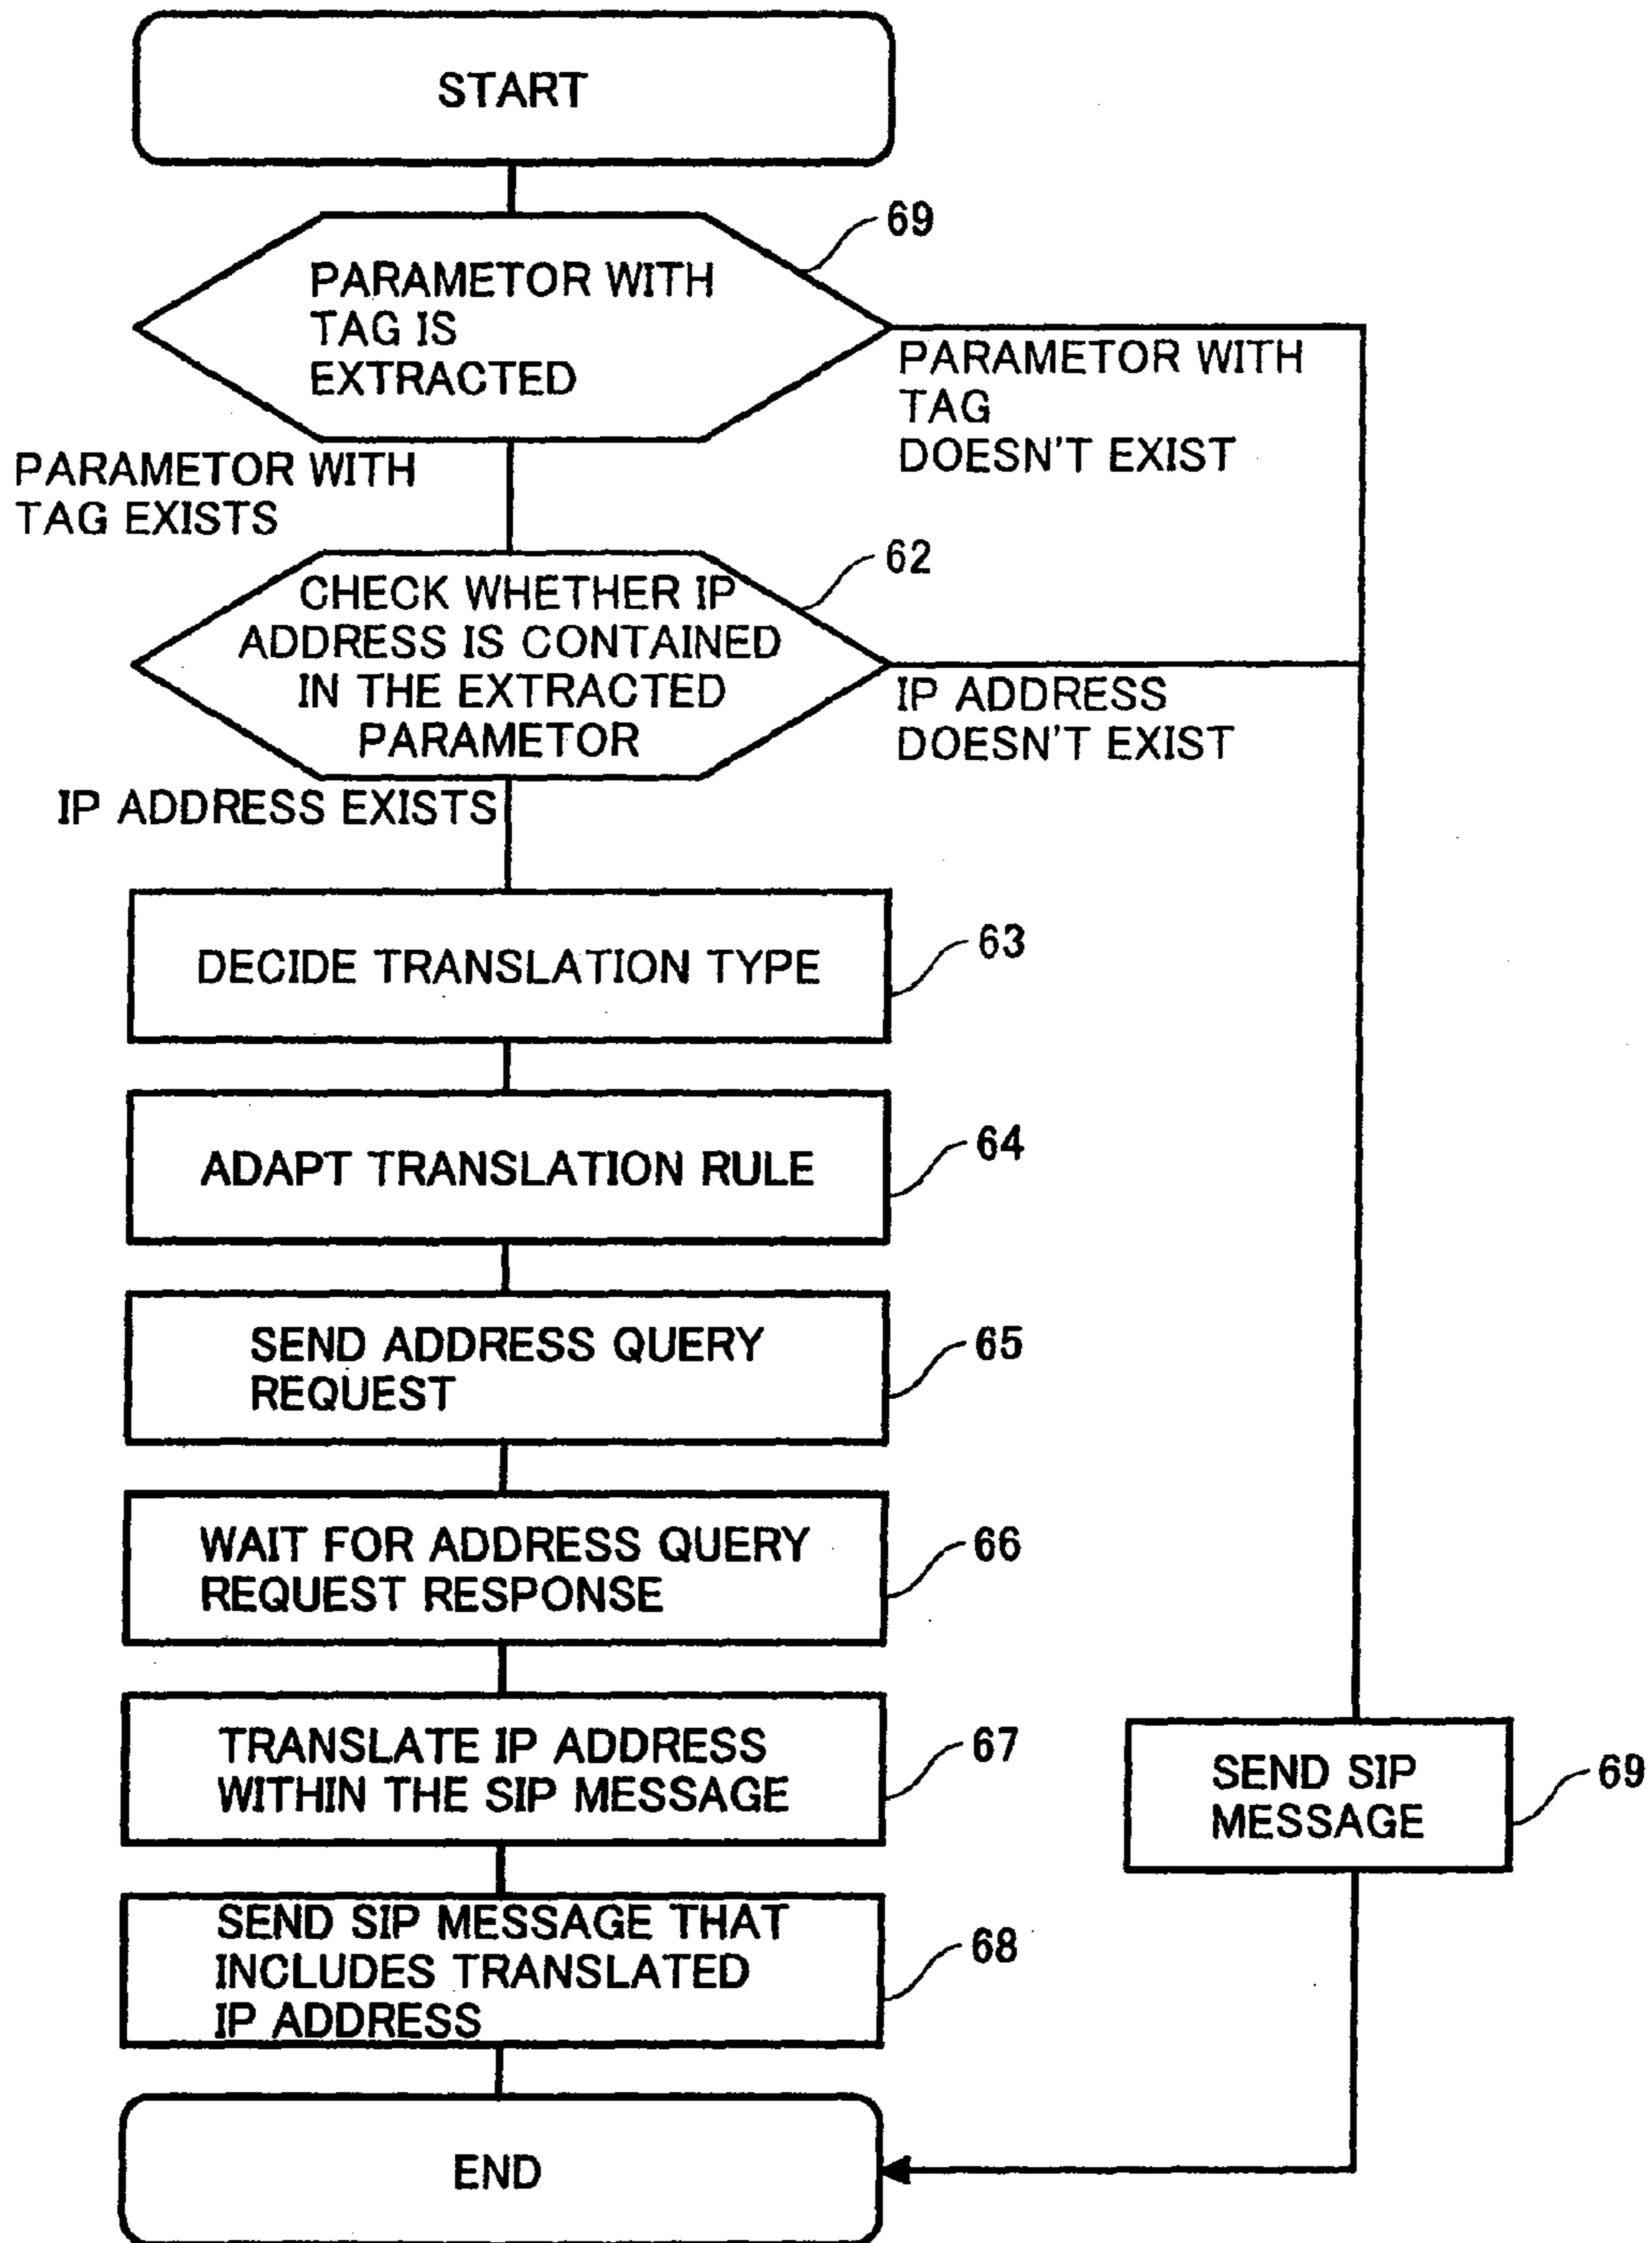 START
69
PARAMETOR WITH
TAG IS
EXTRACTED
PARAMETOR WITH
TAG
DOESN'T EXIST
PARAMETOR WITH
TAG EXISTS
62
CHECK WHETHER IP
ADDRESS IS CONTAINED
IN THE EXTRACTED
PARAMETOR
IP ADDRESS
DOESN'T EXIST
IP ADDRESS EXISTS
DECIDE TRANSLATION TYPE
63
ADAPT TRANSLATION RULE
64
SEND ADDRESS QUERY
REQUEST
65
WAIT FOR ADDRESS QUERY
REQUEST RESPONSE
66
TRANSLATE IP ADDRESS
WITHIN THE SIP MESSAGE
67
SEND SIP
MESSAGE
69
SEND SIP MESSAGE THAT
INCLUDES TRANSLATED
IP ADDRESS
68
END